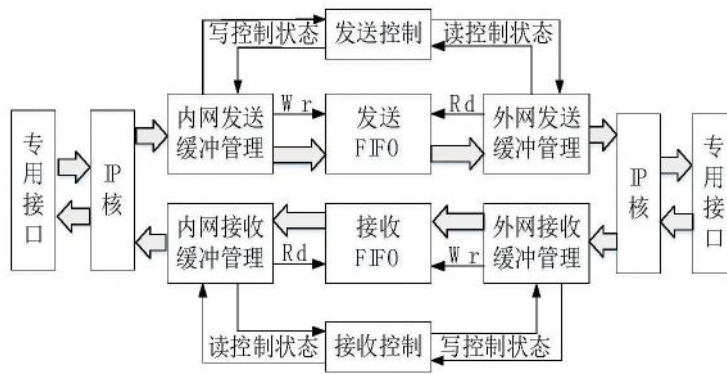 写控制状态
发送控制
读控制状态
内网发送
缓冲管理
Wr
发送
FIFO
Rd
外网发送
缓冲管理
专用接口
IP核
IP核
专用接口
内网接收
缓冲管理
Rd
接收
FIFO
Wr
外网接收
缓冲管理
读控制状态
接收控制
写控制状态